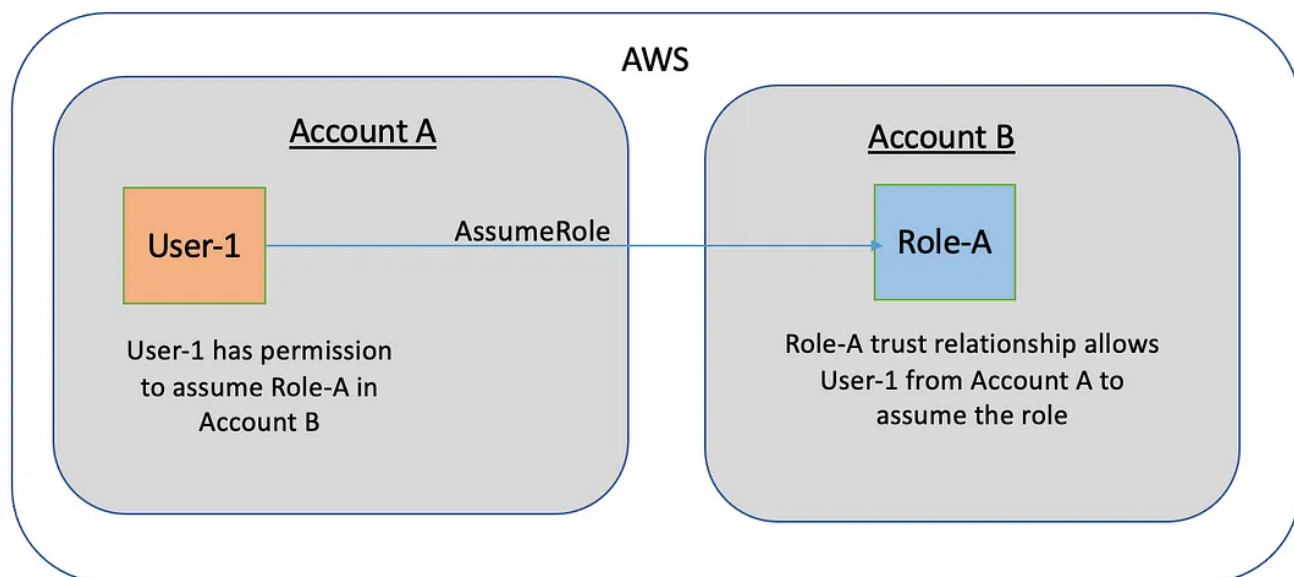 AWS
Account A
User-1
User-1 has permission
to assume Role-A in
Account B
AssumeRole
Account B
Role-A
Role-A trust relationship allows
User-1 from Account A to
assume the role